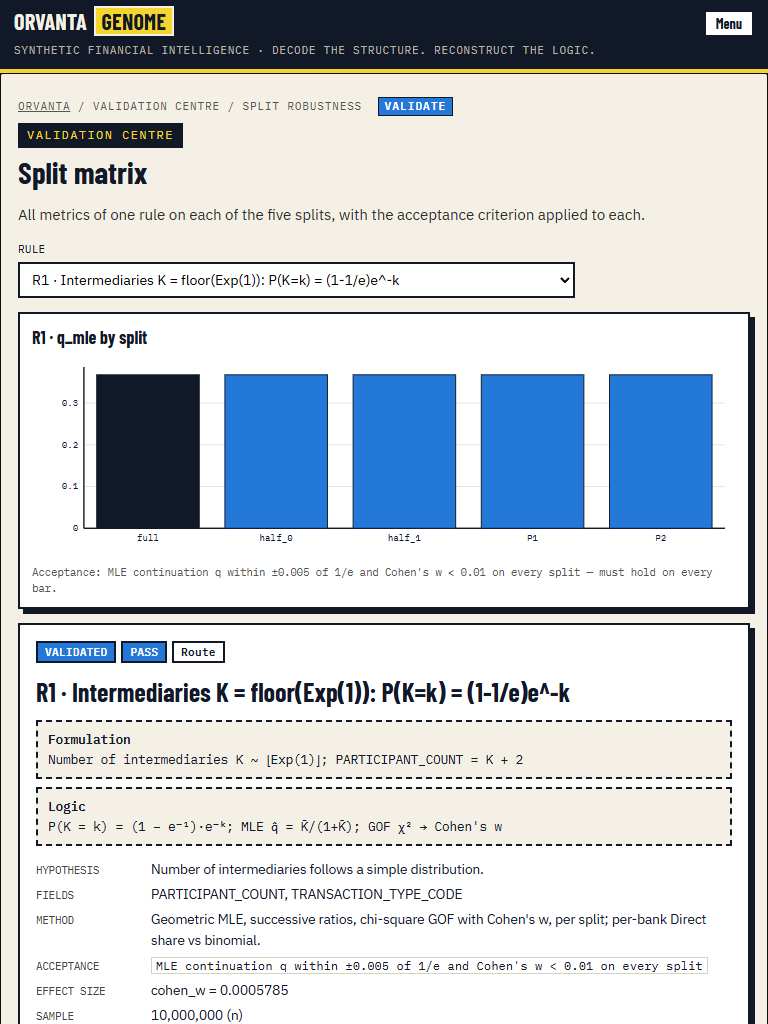 ORVANTA GENOME
Menu
SYNTHETIC FINANCIAL INTELLIGENCE · DECODE THE STRUCTURE. RECONSTRUCT THE LOGIC.
ORVANTA / VALIDATION CENTRE / SPLIT ROBUSTNESS VALIDATE
VALIDATION CENTRE
Split matrix
All metrics of one rule on each of the five splits, with the acceptance criterion applied to each.
RULE
R1 · Intermediaries K = floor(Exp(1)): P(K=k) = (1-1/e)e^-k
R1 · q_mle by split
0.3
0.2
0.1
0
full half_0 half_1 P1 P2
Acceptance: MLE continuation q within ±0.005 of 1/e and Cohen's w < 0.01 on every split — must hold on every
bar.
VALIDATED PASS Route
R1 · Intermediaries K = floor(Exp(1)): P(K=k) = (1-1/e)e^-k
Formulation
Number of intermediaries K ~ ⌊Exp(1)⌋; PARTICIPANT_COUNT = K + 2
Logic
P(K = k) = (1 − e⁻¹)·e⁻ᵏ; MLE q̂ = K̄/(1+K̄); GOF χ² → Cohen's w
HYPOTHESIS Number of intermediaries follows a simple distribution.
FIELDS PARTICIPANT_COUNT, TRANSACTION_TYPE_CODE
METHOD Geometric MLE, successive ratios, chi-square GOF with Cohen's w, per split; per-bank Direct
share vs binomial.
ACCEPTANCE MLE continuation q within ±0.005 of 1/e and Cohen's w < 0.01 on every split
EFFECT SIZE cohen_w = 0.0005785
SAMPLE 10,000,000 (n)